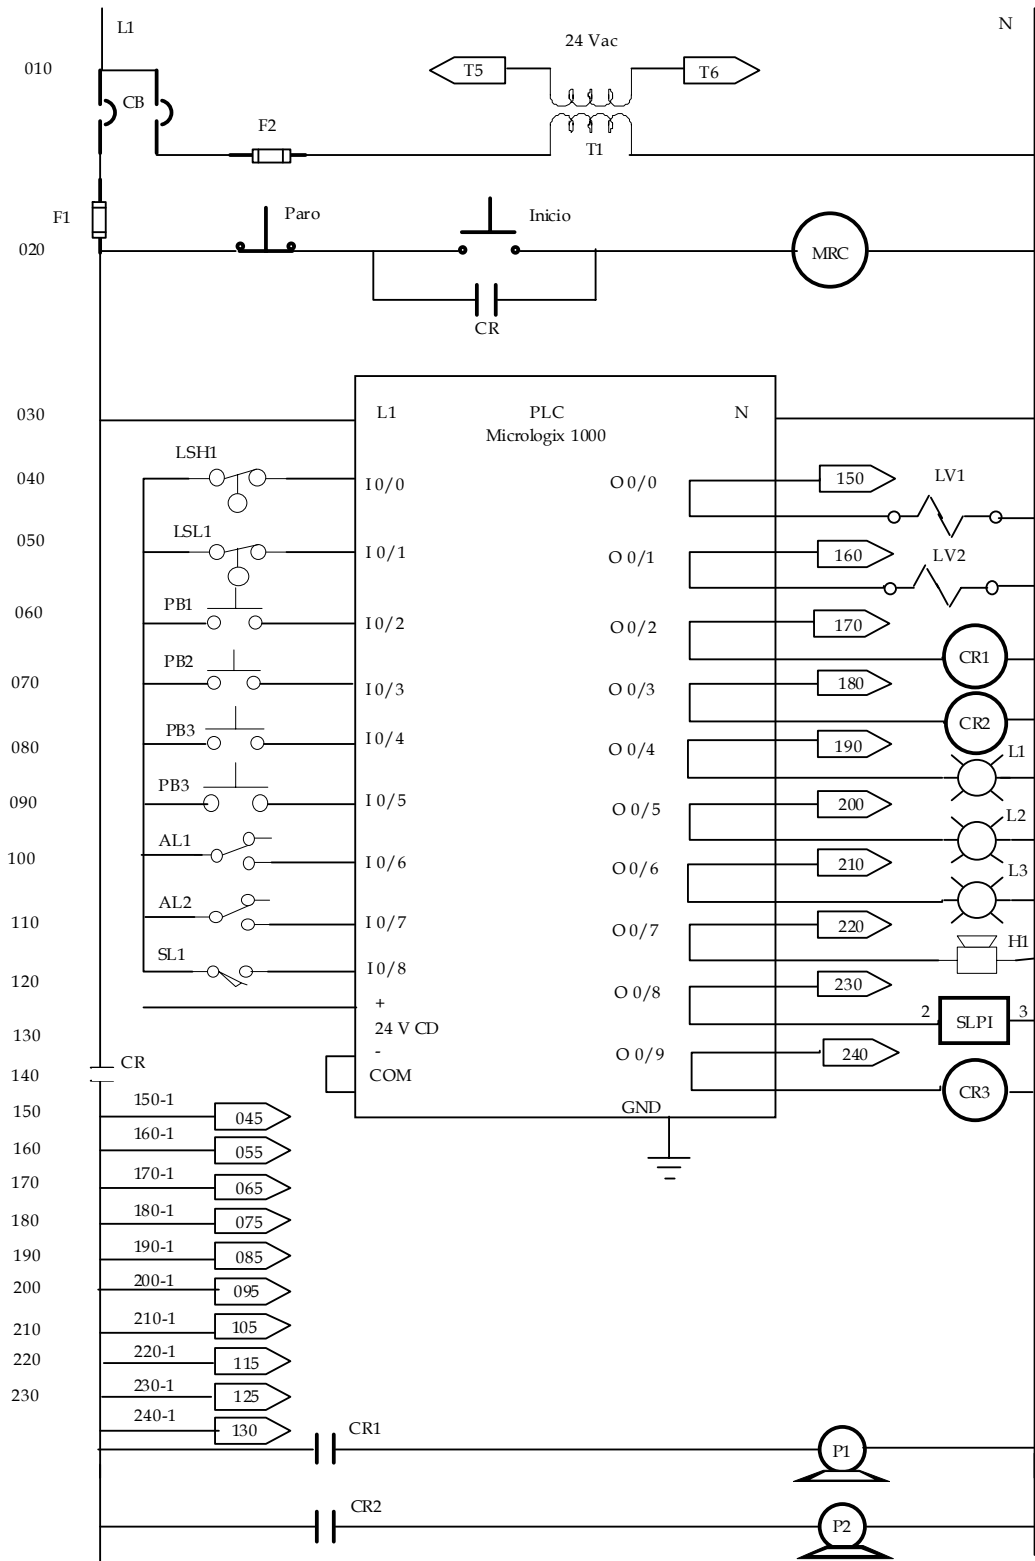 L1
N
24 Vac
010
T5
T6
CB
F2
T1
F1
Paro
Inicio
020
MRC
CR
030
L1
PLC
N
Micrologix 1000
LSH1
040
I 0/0
O 0/0
150
LV1
LSL1
050
I 0/1
O 0/1
160
LV2
PB1
060
I 0/2
O 0/2
170
CR1
PB2
070
I 0/3
O 0/3
180
CR2
PB3
080
I 0/4
O 0/4
190
L1
PB3
090
I 0/5
O 0/5
200
L2
AL1
100
I 0/6
O 0/6
210
L3
AL2
110
I 0/7
O 0/7
220
H1
SL1
120
I 0/8
O 0/8
230
2
SLPI
3
+
24 V CD
-
130
O 0/9
240
CR
140
COM
CR3
GND
150
150-1
045
160
160-1
055
170
170-1
065
180
180-1
075
190
190-1
085
200
200-1
095
210
210-1
105
220
220-1
115
230
230-1
125
240-1
130
CR1
P1
CR2
P2